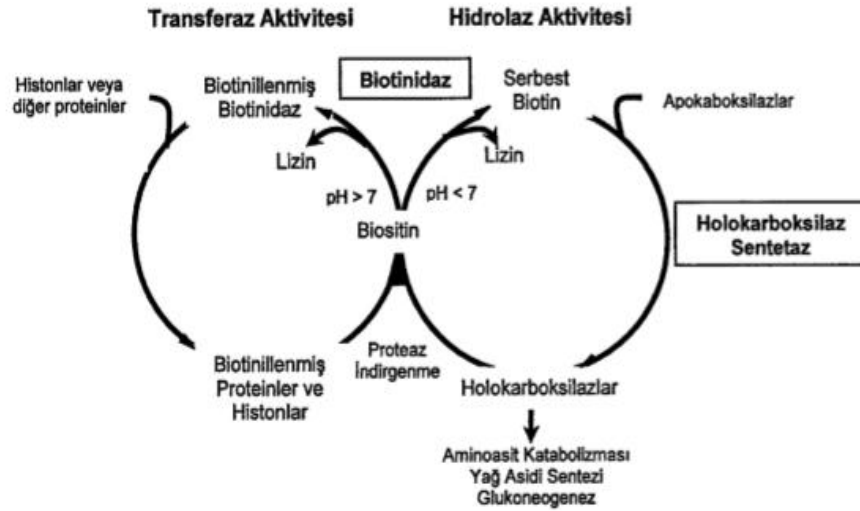 Transferaz Aktivitesi
Hidrolaz Aktivitesi
Histonlar veya
diğer proteinler
Biotinillenmiş
Biotinidaz
Biotinidaz
Serbest
Biotin
Apokaboksilazlar
Lizin
Lizin
pH > 7
pH < 7
Biositin
Holokarboksilaz
Sentetaz
Biotinillenmiş
Proteinler ve
Histonlar
Proteaz
İndirgenme
Holokarboksilazlar
Aminoasit Katabolizması
Yağ Asidi Sentezi
Glukoneogenez